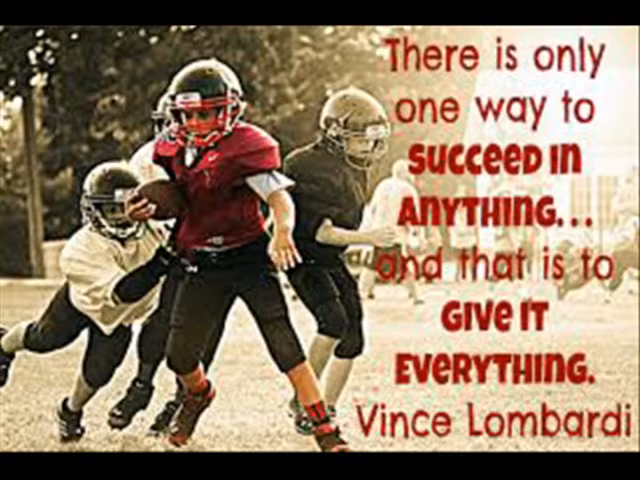 There is only
one way to
SUCCEED IN
ANYTHING...
and that is to
GIVE IT
EVERYTHING.
Vince Lombardi